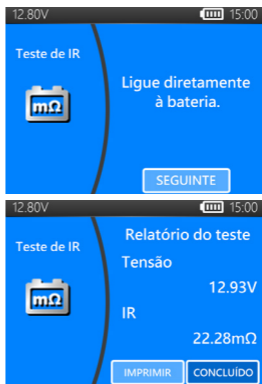 12.80V 15:00
Teste de IR
mΩ
Ligue diretamente
à bateria.
SEGUINTE
12.80V 15:00
Teste de IR
mΩ
Relatório do teste
Tensão
12.93V
IR
22.28mΩ
IMPRIMIR CONCLUÍDO